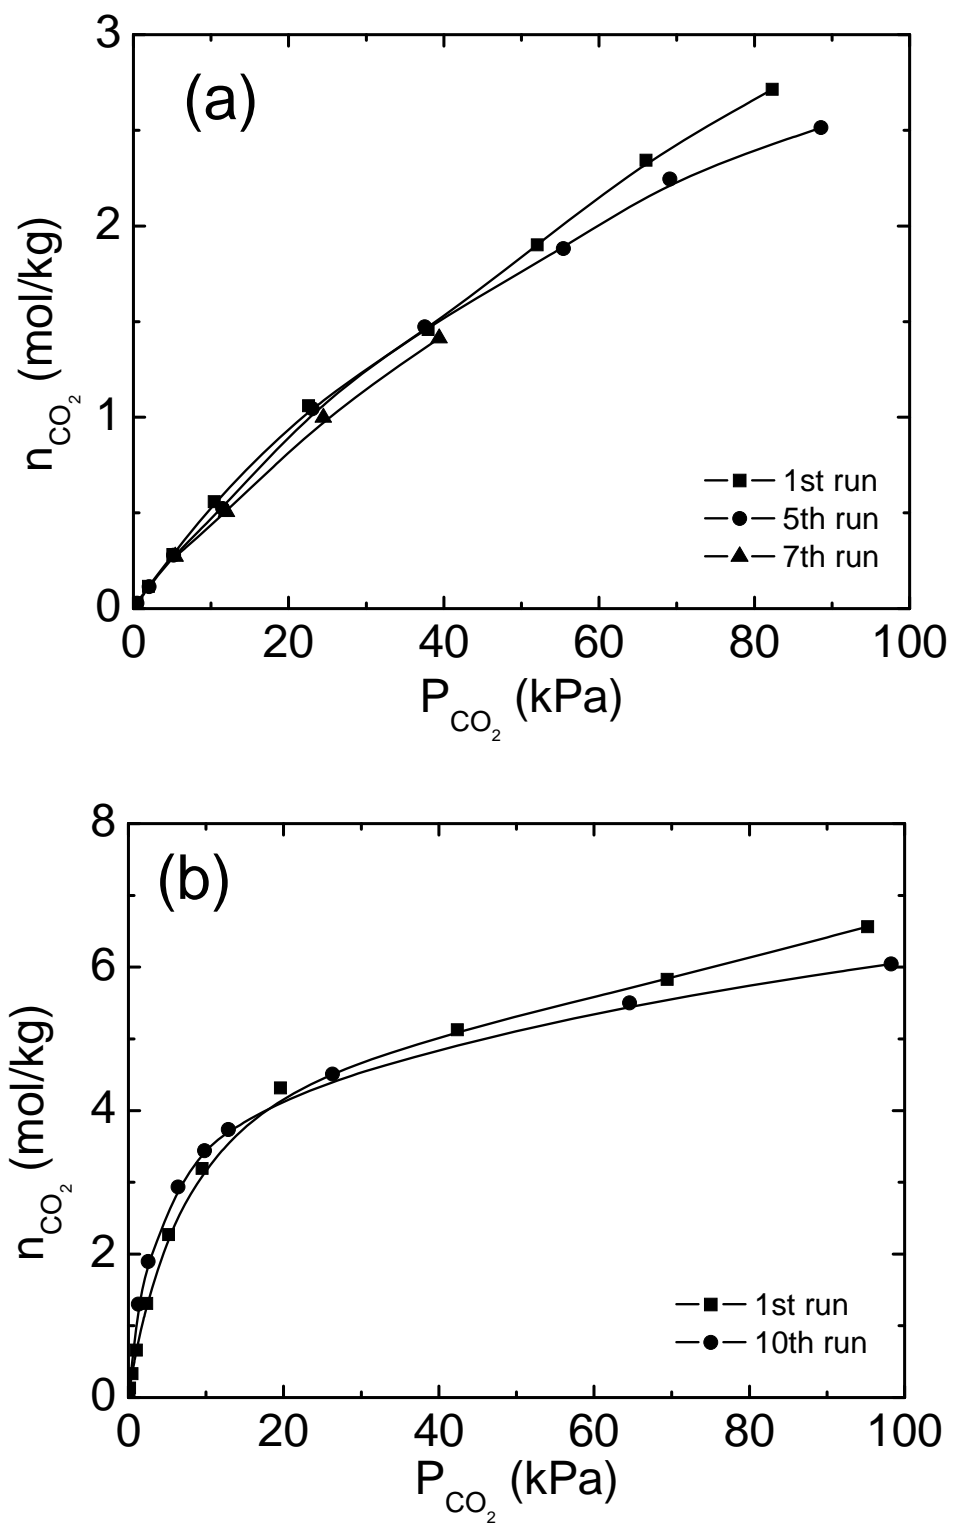 (a)
3
2
1
0
n_CO₂ (mol/kg)
1st run
5th run
7th run
0 20 40 60 80 100
P_CO₂ (kPa)
(b)
8
6
4
2
0
n_CO₂ (mol/kg)
1st run
10th run
0 20 40 60 80 100
P_CO₂ (kPa)